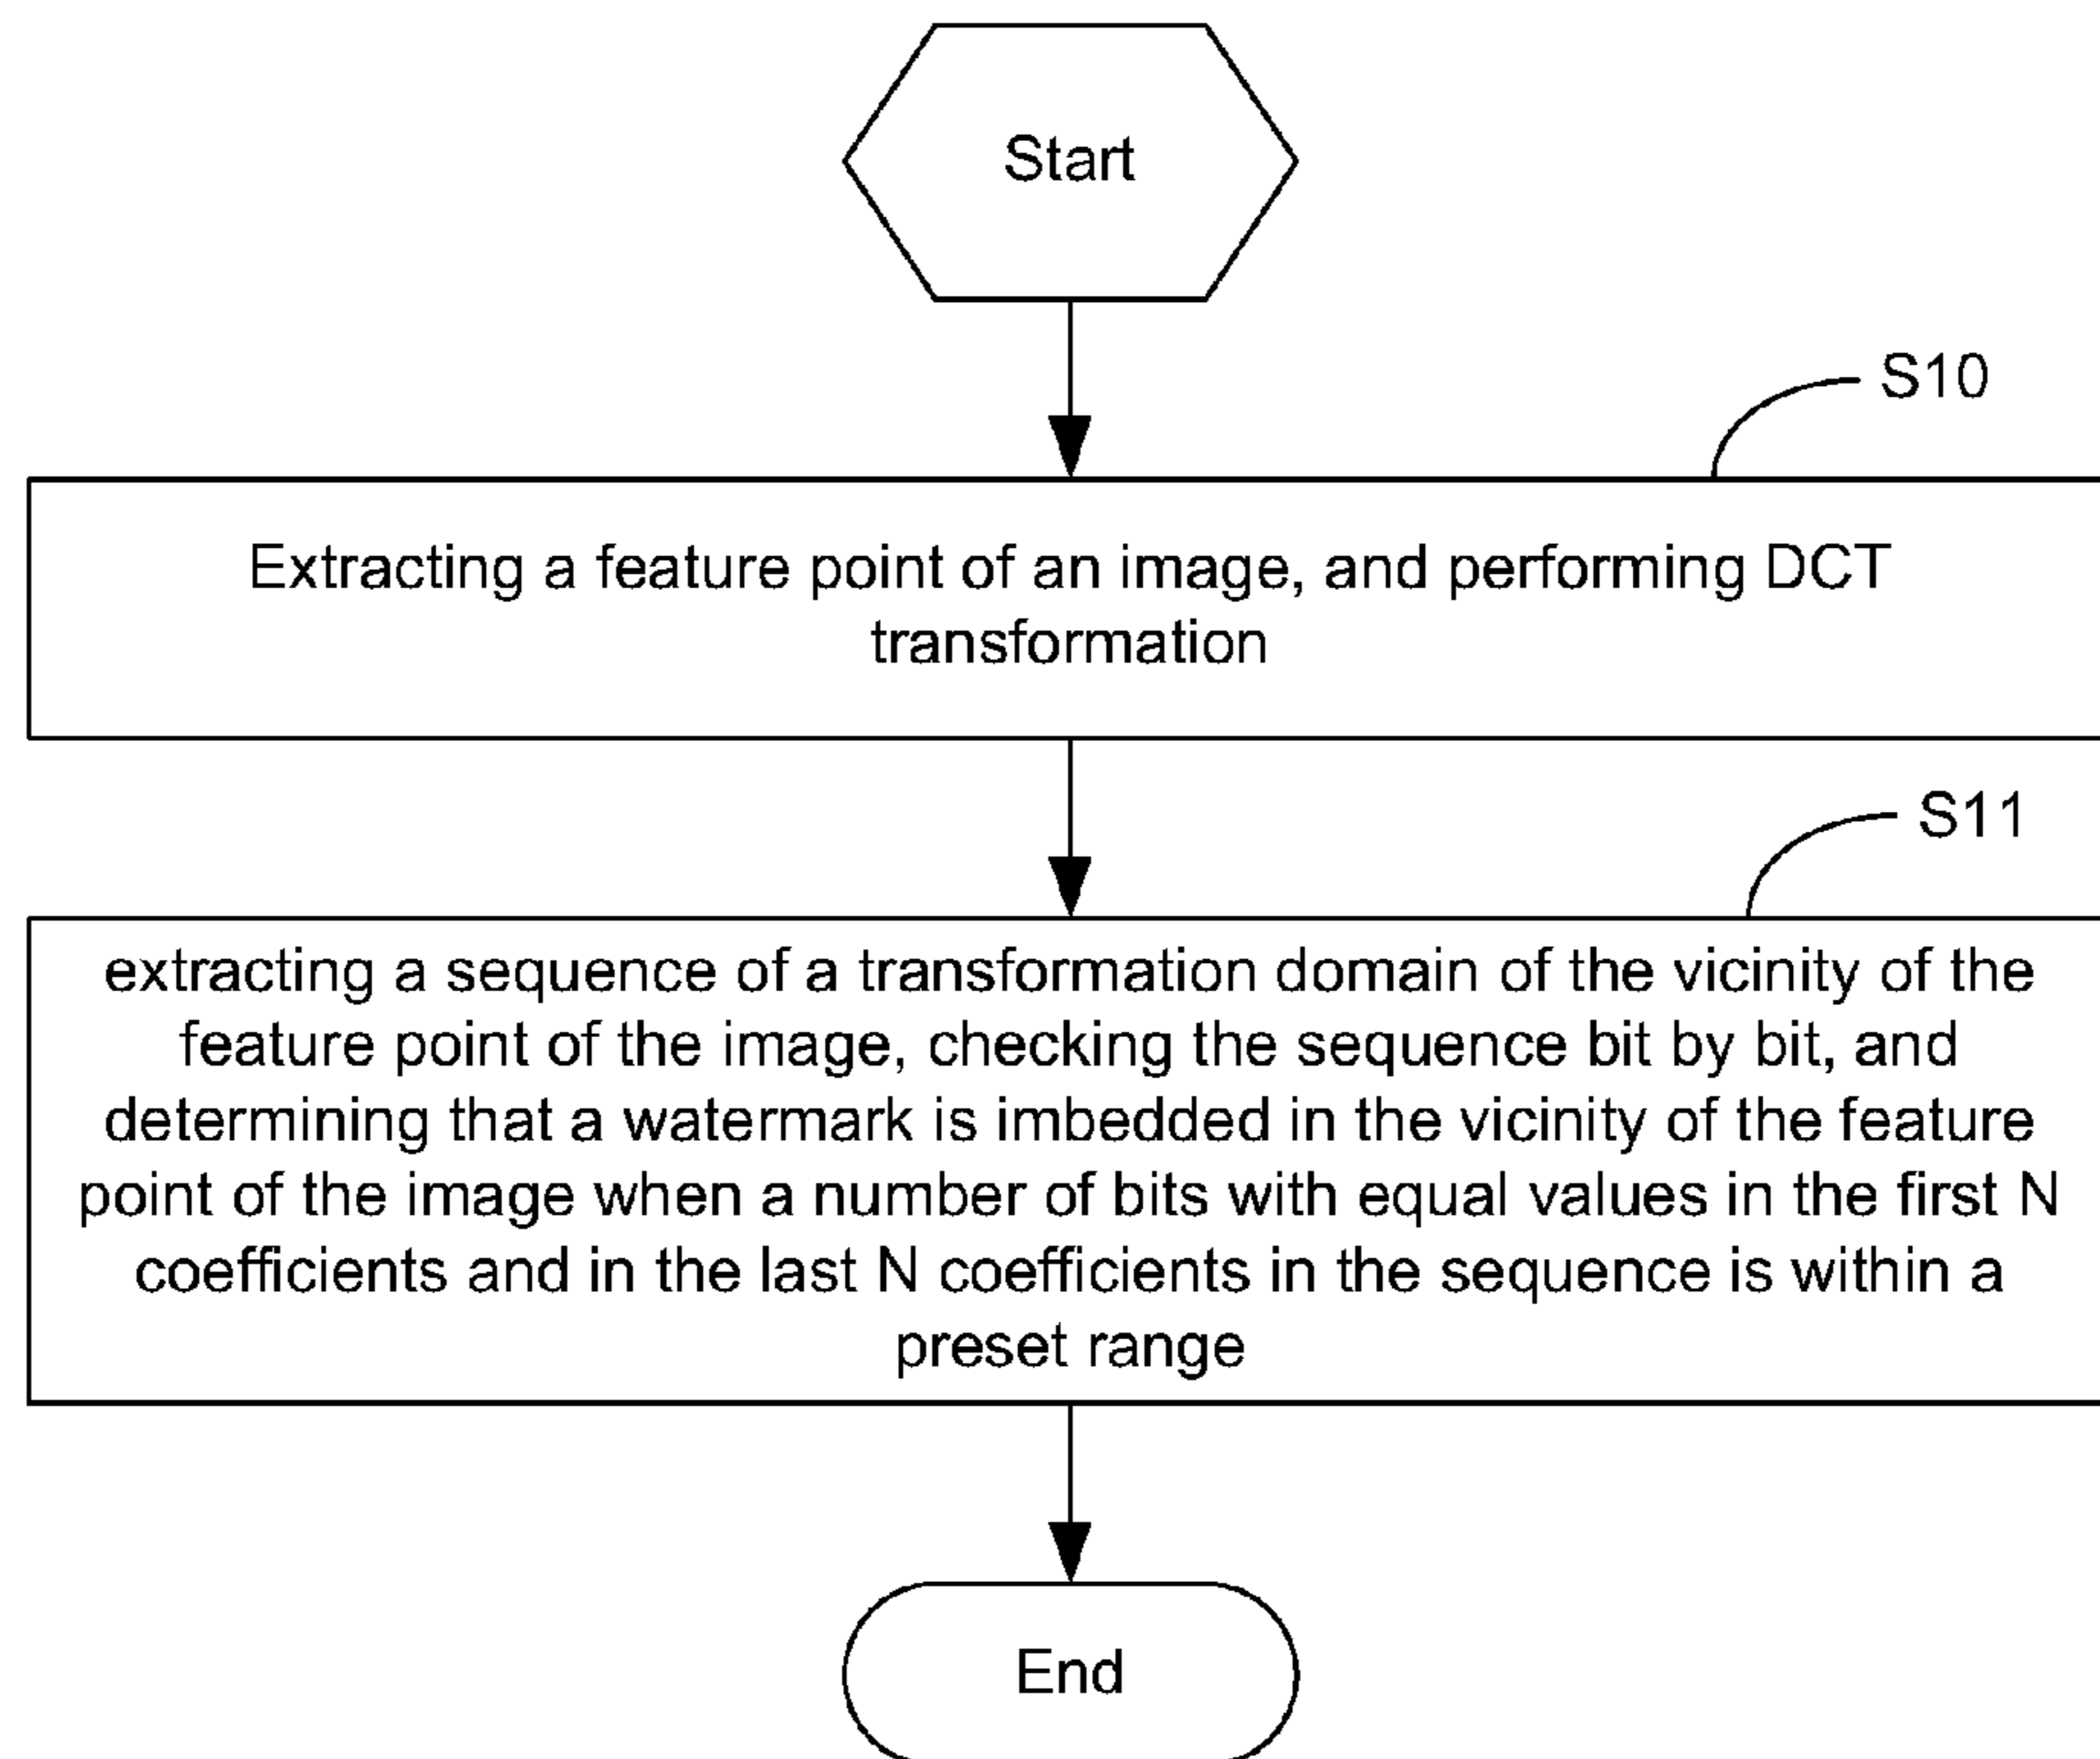 Start
S10
Extracting a feature point of an image, and performing DCT
transformation
S11
extracting a sequence of a transformation domain of the vicinity of the
feature point of the image, checking the sequence bit by bit, and
determining that a watermark is imbedded in the vicinity of the feature
point of the image when a number of bits with equal values in the first N
coefficients and in the last N coefficients in the sequence is within a
preset range
End